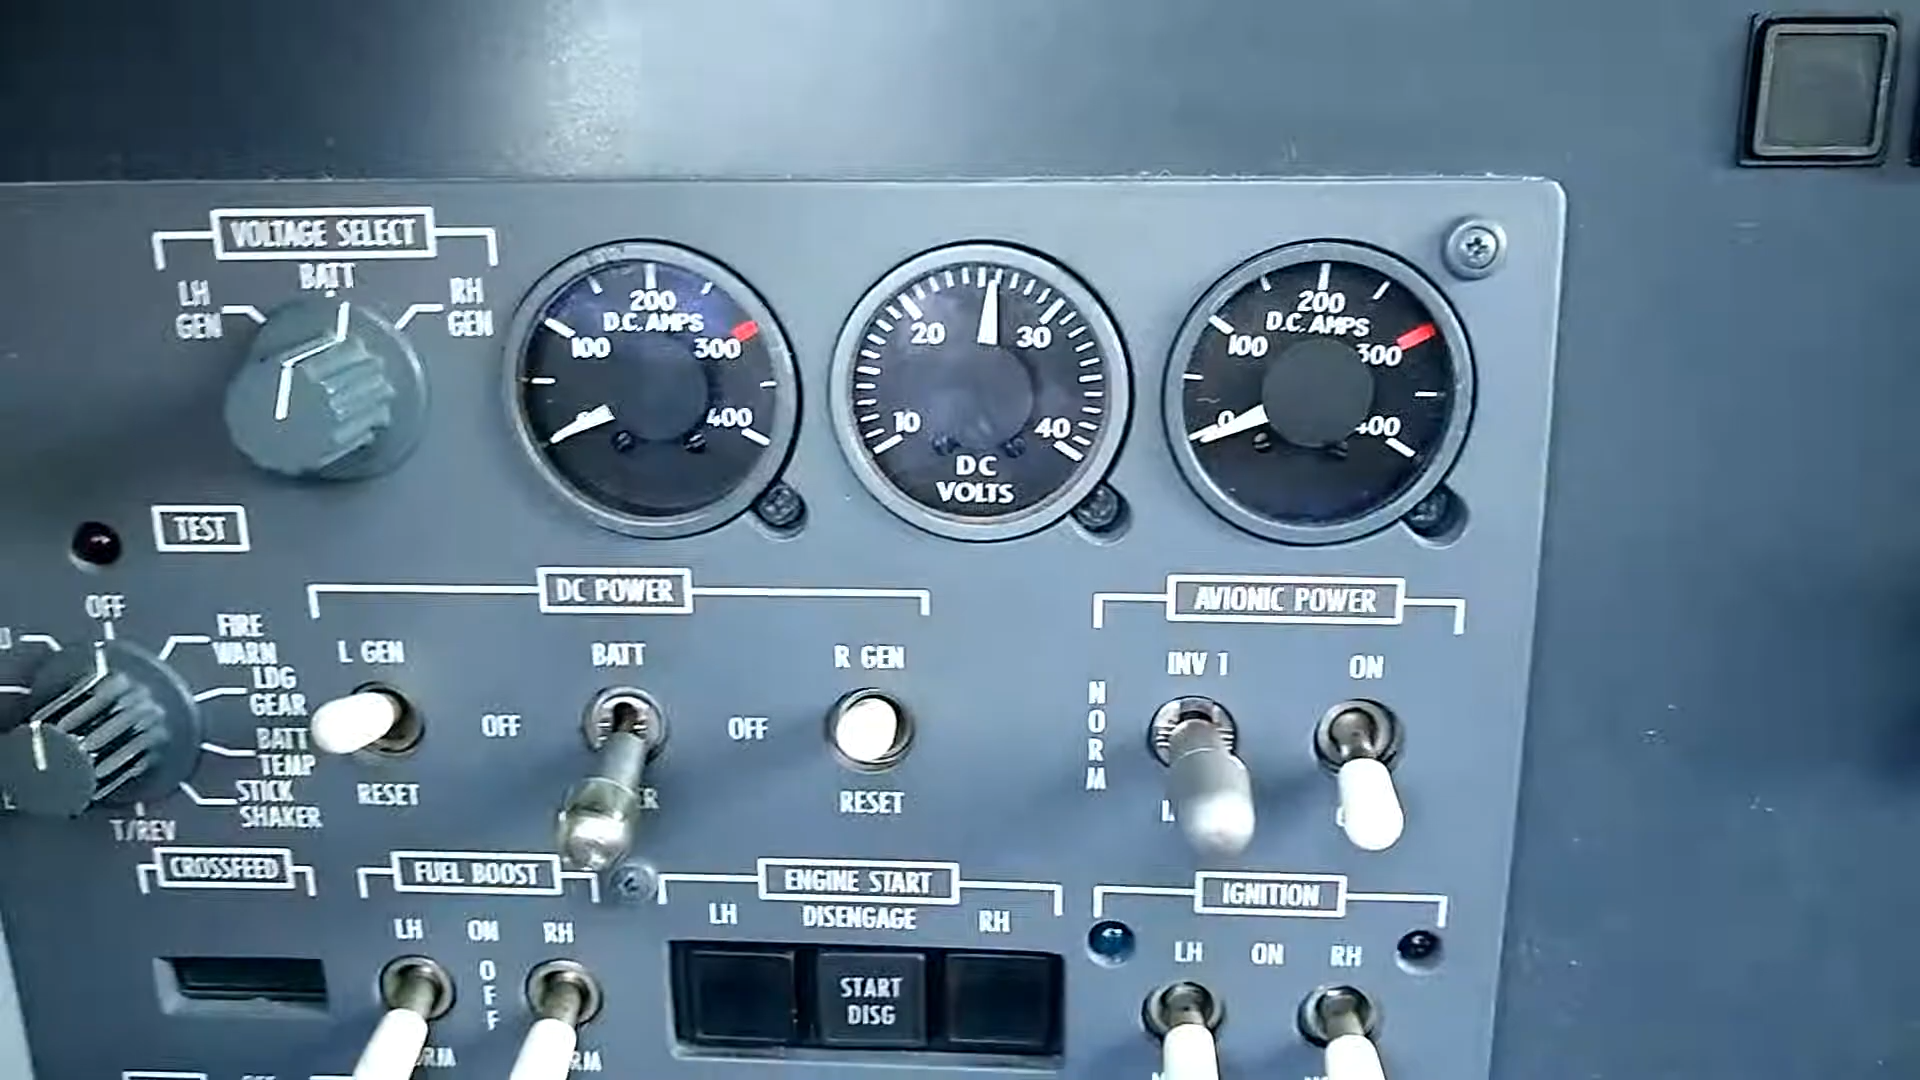 VOLTAGE SELECT
BATT
LH
GEN
RH
GEN
200
D.C. AMPS
100
300
0
400
20
30
10
40
DC
VOLTS
200
D.C. AMPS
100
300
0
400
TEST
OFF
FIRE
WARN
LDG
GEAR
BATT
TEMP
STICK
SHAKER
T/REV
DC POWER
L GEN
BATT
R GEN
OFF
OFF
RESET
RESET
AVIONIC POWER
INV 1
ON
NORM
CROSSFEED
FUEL BOOST
LH
ON
RH
OFF
ENGINE START
LH
DISENGAGE
RH
START
DISG
IGNITION
LH
ON
RH